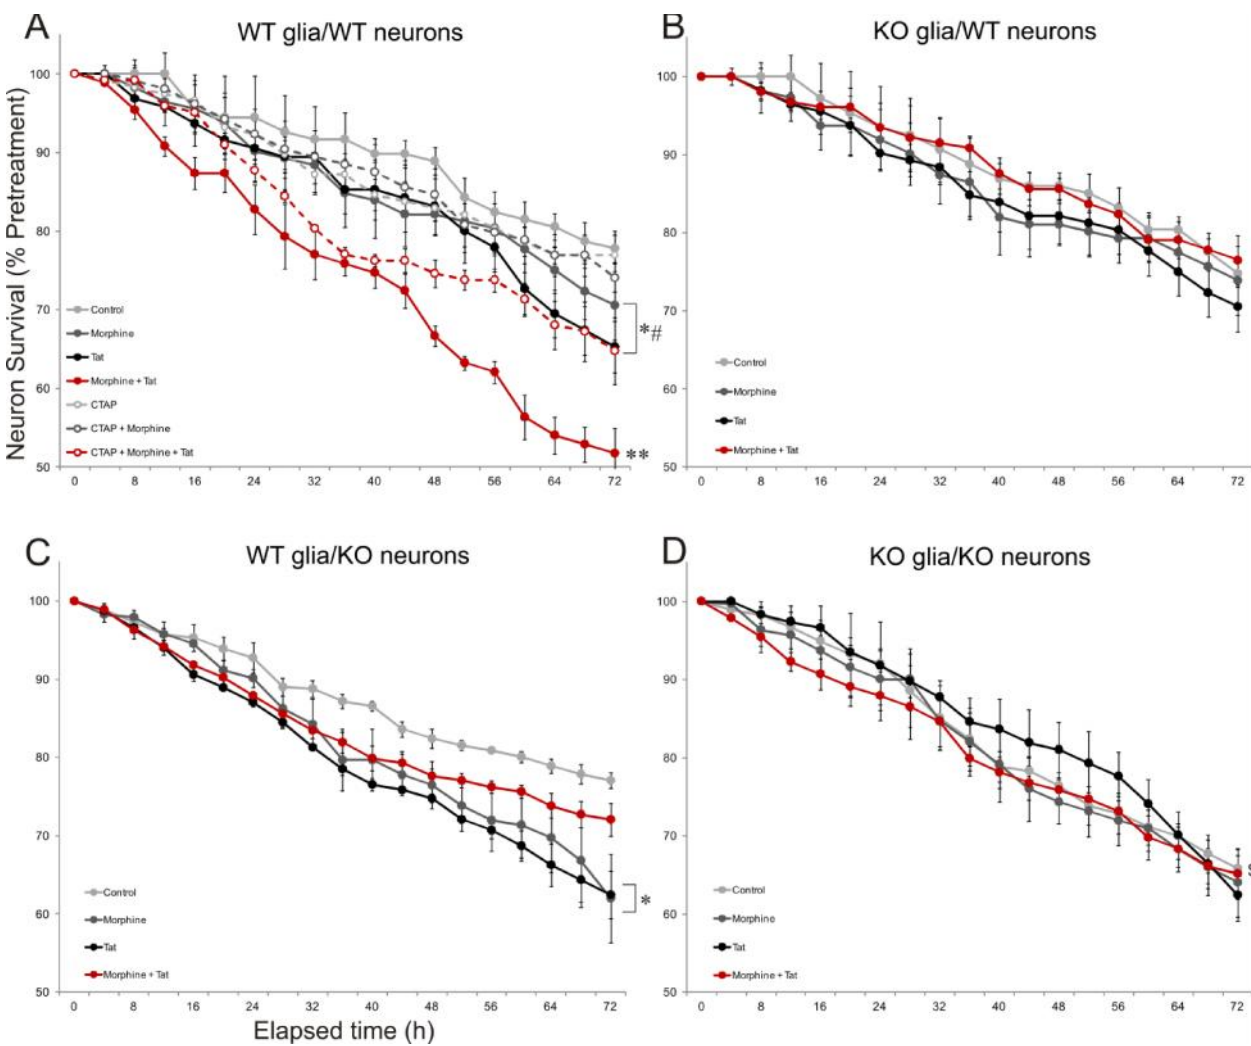 A
WT glia/WT neurons
B
KO glia/WT neurons
Neuron Survival (% Pretreatment)
100
90
80
70
60
50
Control
Morphine
Tat
Morphine + Tat
CTAP
CTAP + Morphine
CTAP + Morphine + Tat
*#
**
0 8 16 24 32 40 48 56 64 72
100
90
80
70
60
50
Control
Morphine
Tat
Morphine + Tat
0 8 16 24 32 40 48 56 64 72
C
WT glia/KO neurons
D
KO glia/KO neurons
100
90
80
70
60
50
Control
Morphine
Tat
Morphine + Tat
*
0 8 16 24 32 40 48 56 64 72
Elapsed time (h)
100
90
80
70
60
50
Control
Morphine
Tat
Morphine + Tat
0 8 16 24 32 40 48 56 64 72